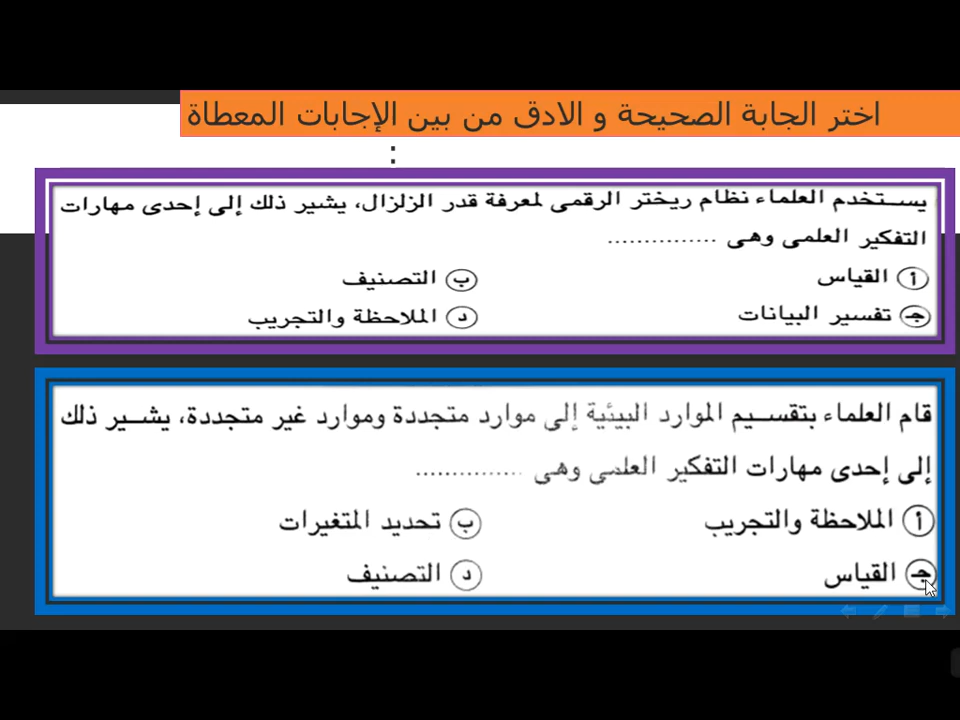 اختر الجابة الصحيحة و الادق من بين الإجابات المعطاة
:
يستخدم العلماء نظام ريختر الرقمى لمعرفة قدر الزلزال، يشير ذلك إلى إحدى مهارات
التفكير العلمى وهى ...............
أ القياس
ب التصنيف
جـ تفسير البيانات
د الملاحظة والتجريب
قام العلماء بتقسيم الموارد البيئية إلى موارد متجددة وموارد غير متجددة، يشير ذلك
إلى إحدى مهارات التفكير العلمى وهى ...............
أ الملاحظة والتجريب
ب تحديد المتغيرات
جـ القياس
د التصنيف